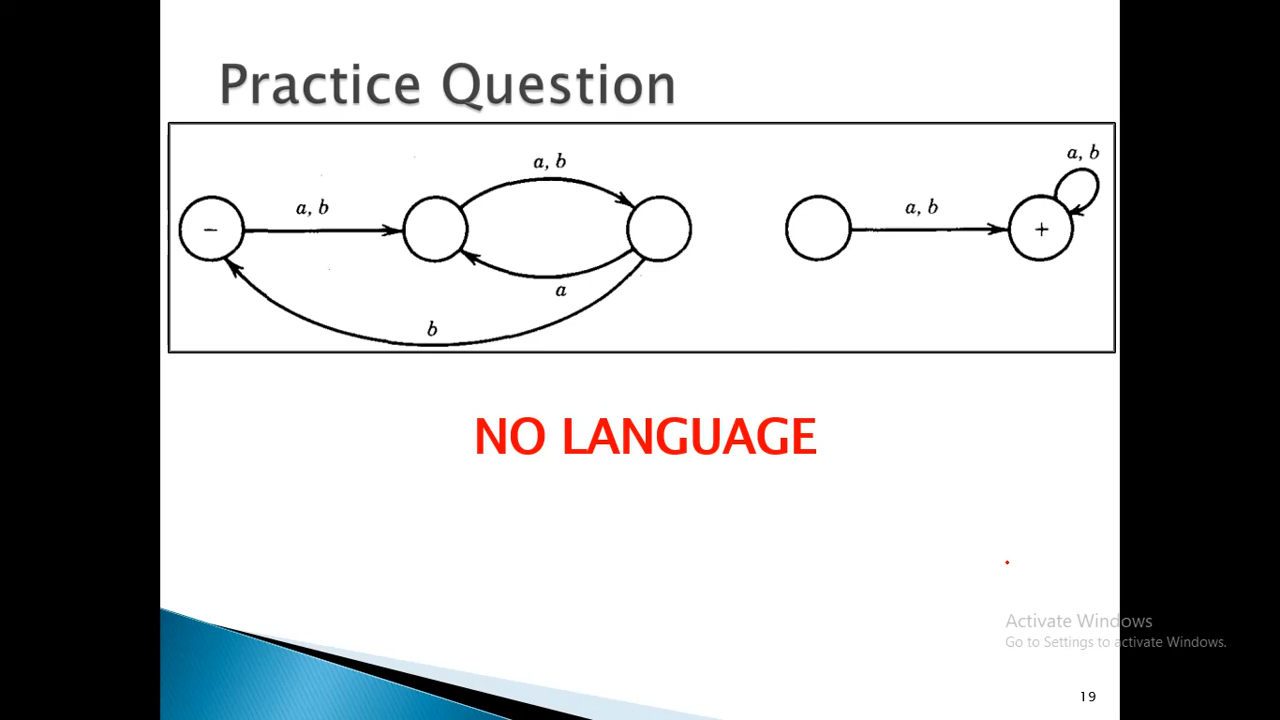 Practice Question
a, b
a, b
a, b
a, b
–
+
a
b
NO LANGUAGE
Activate Windows
Go to Settings to activate Windows.
19